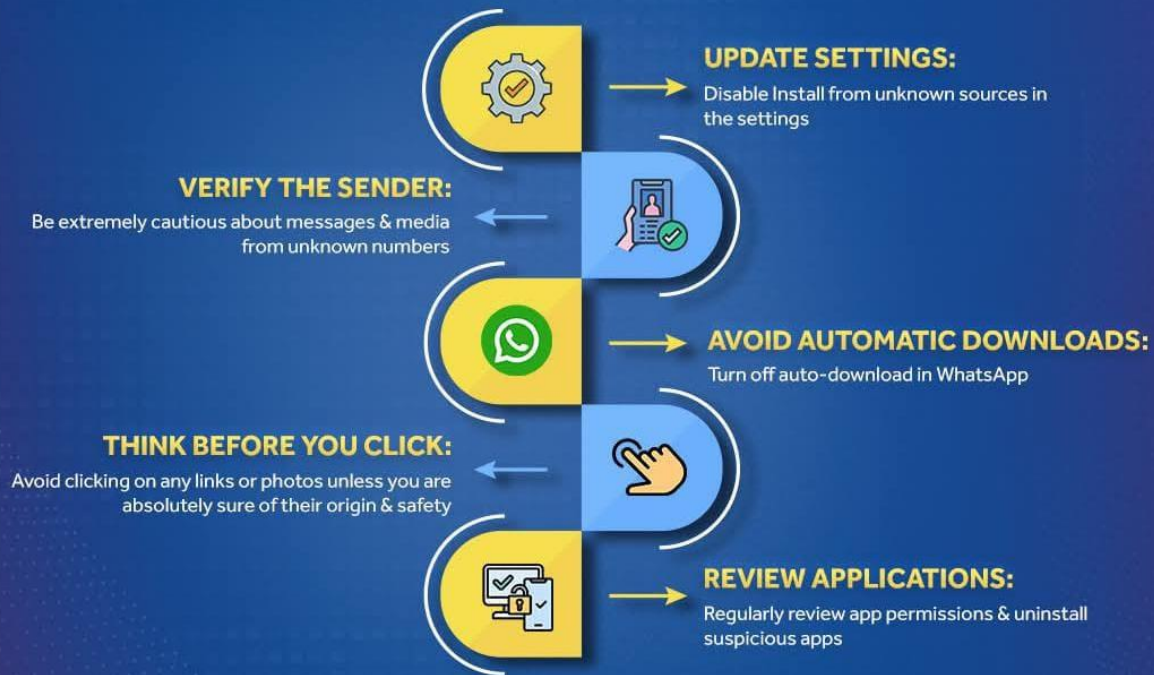 UPDATE SETTINGS:
Disable Install from unknown sources in
the settings
VERIFY THE SENDER:
Be extremely cautious about messages & media
from unknown numbers
AVOID AUTOMATIC DOWNLOADS:
Turn off auto-download in WhatsApp
THINK BEFORE YOU CLICK:
Avoid clicking on any links or photos unless you are
absolutely sure of their origin & safety
REVIEW APPLICATIONS:
Regularly review app permissions & uninstall
suspicious apps